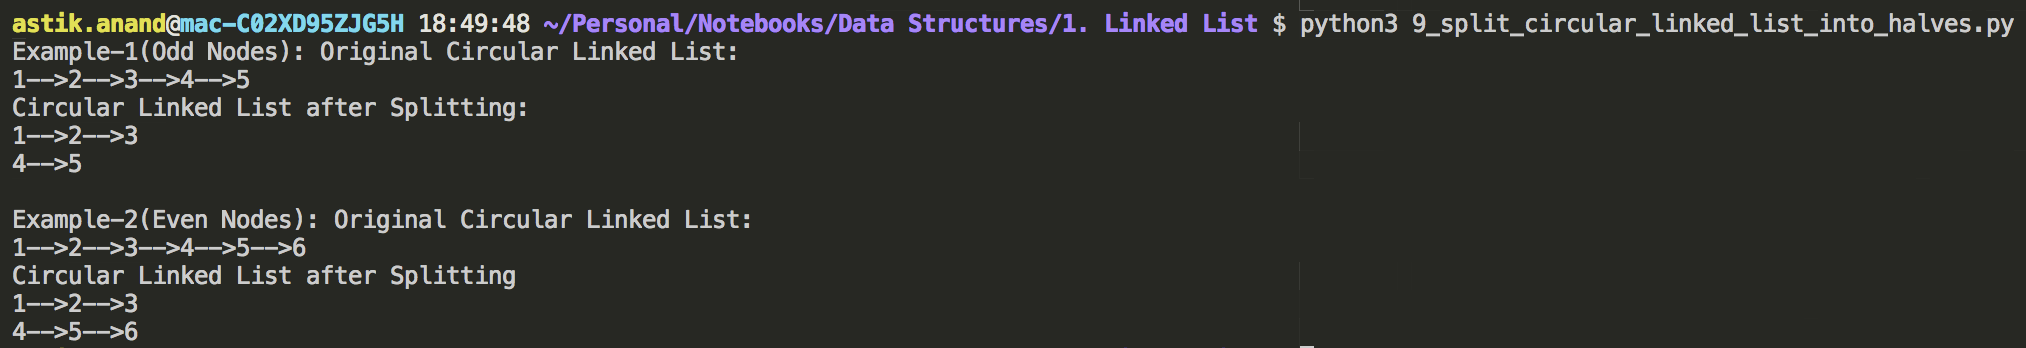 astik.anand@mac-C02XD95ZJG5H 18:49:48 ~/Personal/Notebooks/Data Structures/1. Linked List $ python3 9_split_circular_linked_list_into_halves.py
Example-1(Odd Nodes): Original Circular Linked List:
1-->2-->3-->4-->5
Circular Linked List after Splitting:
1-->2-->3
4-->5
Example-2(Even Nodes): Original Circular Linked List:
1-->2-->3-->4-->5-->6
Circular Linked List after Splitting
1-->2-->3
4-->5-->6